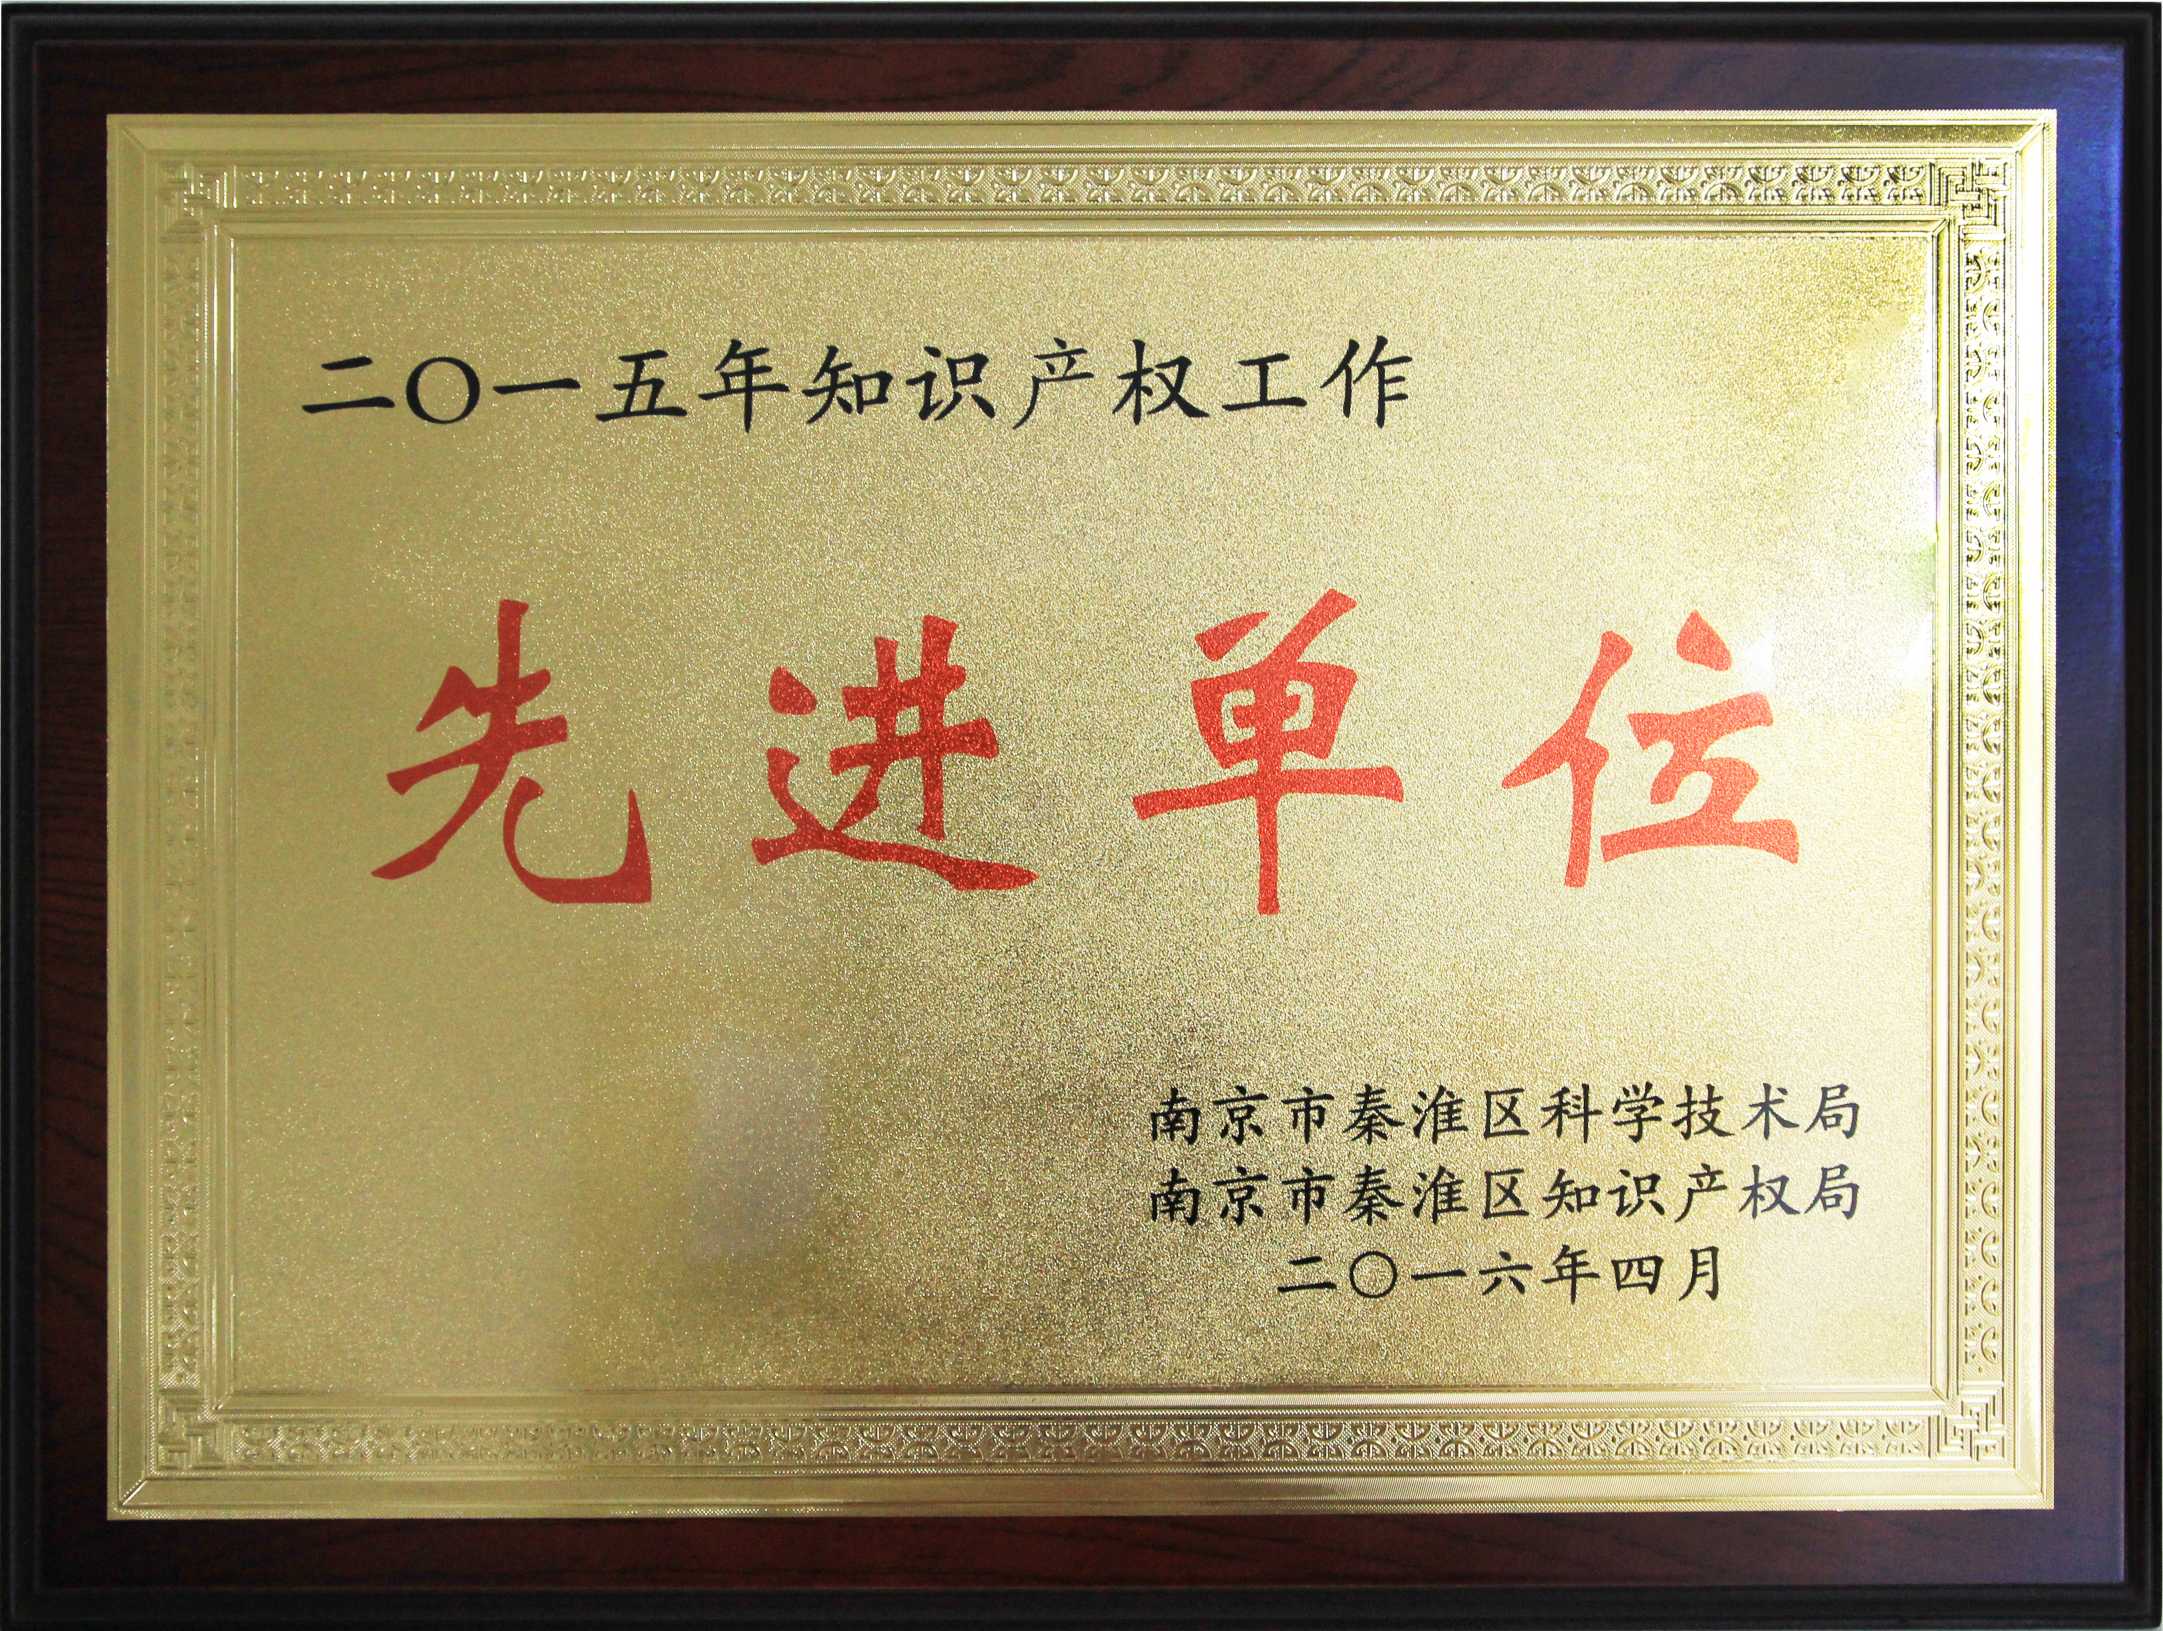 二〇一五年知识产权工作
先进单位
南京市秦淮区科学技术局
南京市秦淮区知识产权局
二〇一六年四月